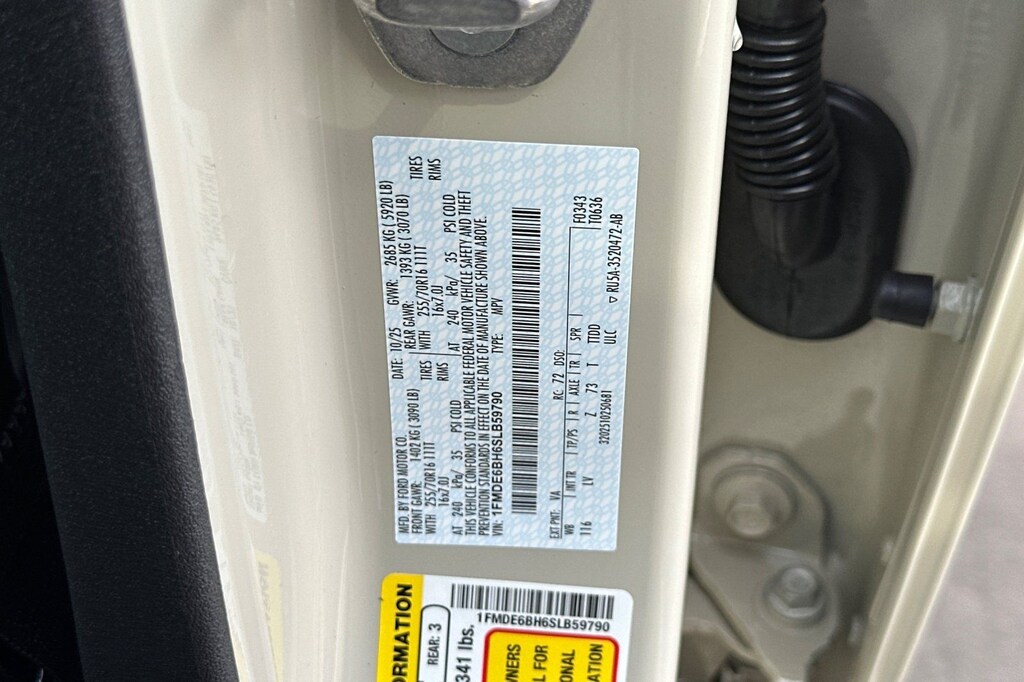 MFD. BY FORD MOTOR CO.
DATE: 10/25 GVWR: 2685 KG ( 5920 LB)
FRONT GAWR: 1402 KG ( 3090 LB)
REAR GAWR: 1393 KG ( 3070 LB)
WITH 255/70R16 111T TIRES
WITH 255/70R16 111T TIRES
16x7.0J RIMS
16x7.0J RIMS
AT 240 kPa/ 35 PSI COLD
AT 240 kPa/ 35 PSI COLD
THIS VEHICLE CONFORMS TO ALL APPLICABLE FEDERAL MOTOR VEHICLE SAFETY AND THEFT
PREVENTION STANDARDS IN EFFECT ON THE DATE OF MANUFACTURE SHOWN ABOVE.
VIN: 1FMDE6BH6SLB59790 TYPE: MPV
EXT PNT: VA RC: 72 DSO: F0343
WB INT TR TP/PS R AXLE TR SPR T0636
116 LV Z 73 T TTDD
ULC
3202510250681
▽ RU5A-3520472-AB
ORMATION
REAR: 3
341 lbs.
1FMDE6BH6SLB59790
WNERS
L FOR
ONAL
ATION